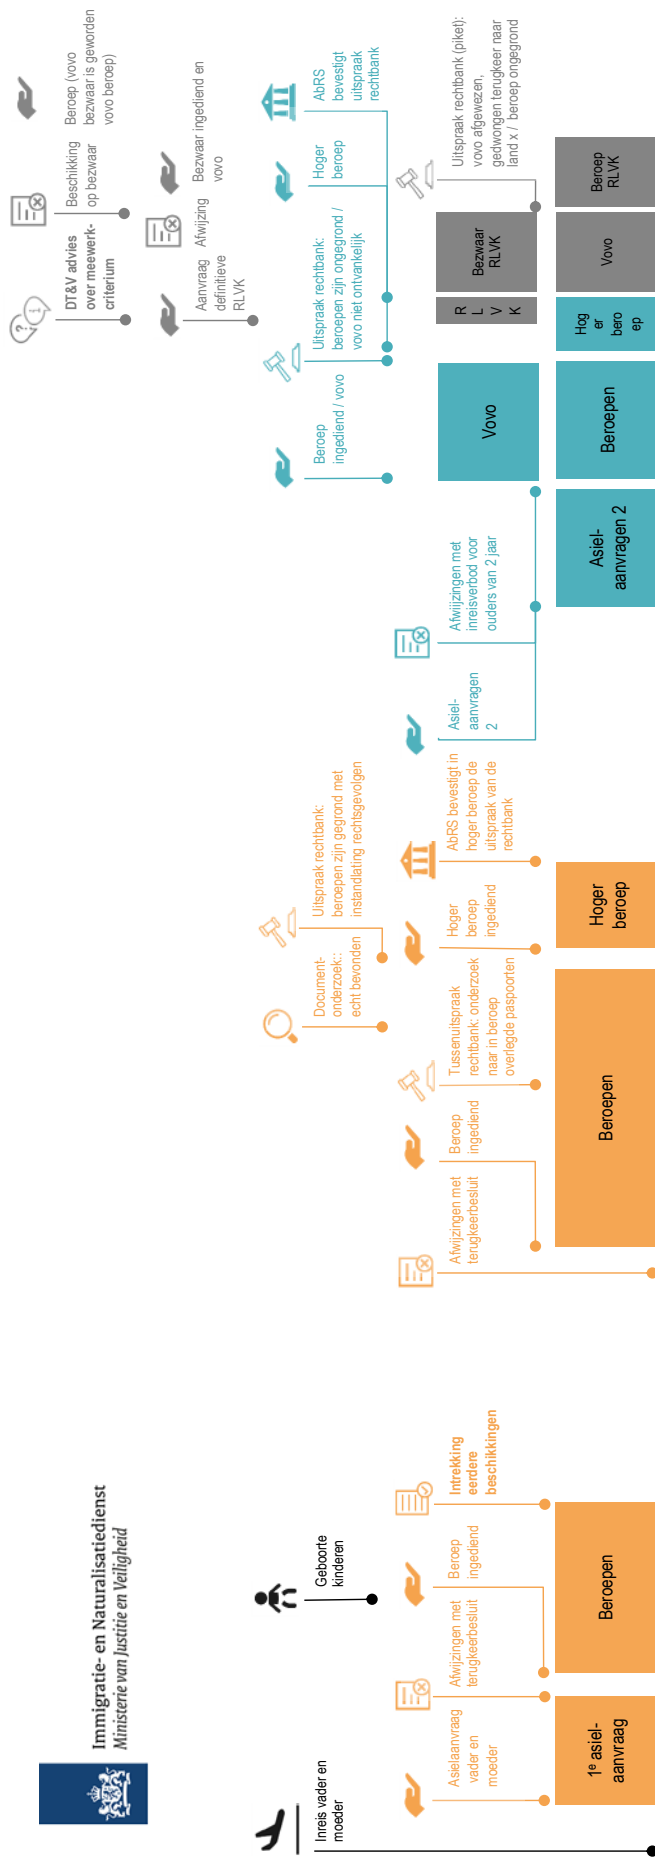 Immigratie- en Naturalisatiedienst
Ministerie van Justitie en Veiligheid
Inreis vader en
moeder
Geboorte
kinderen
Asielaanvraag
vader en
moeder
Afwijzingen met
terugkeerbesluit
Beroep
ingediend
Intrekking
eerdere
beschikkingen
1e asiel-
aanvraag
Beroepen
Afwijzingen met
terugkeerbesluit
Beroep
ingediend
Tussenuitspraak
rechtbank: onderzoek
naar in beroep
overlegde paspoorten
Document-
onderzoek::
echt bevonden
Uitspraak rechtbank:
beroepen zijn gegrond met
instandlating rechtsgevolgen
Hoger
beroep
ingediend
AbRS bevestigt in
hoger beroep de
uitspraak van de
rechtbank
Beroepen
Hoger
beroep
Asiel-
aanvragen
2
Afwijzingen met
inreisverbod voor
ouders van 2 jaar
Beroep
ingediend / vovo
Uitspraak rechtbank:
beroepen zijn ongegrond /
vovo niet ontvankelijk
Hoger
beroep
AbRS
bevestigt
uitspraak
rechtbank
Vovo
Asiel-
aanvragen 2
Beroepen
Hog
er
bero
ep
Aanvraag
definitieve
RLVK
Afwijzing
Bezwaar ingediend en
vovo
DT&V advies
over meewerk-
criterium
Beschikking
op bezwaar
Beroep (vovo
bezwaar is geworden
vovo beroep)
Uitspraak rechtbank (piket):
vovo afgewezen,
gedwongen terugkeer naar
land x / beroep ongegrond
R
L
V
K
Bezwaar
RLVK
Vovo
Beroep
RLVK